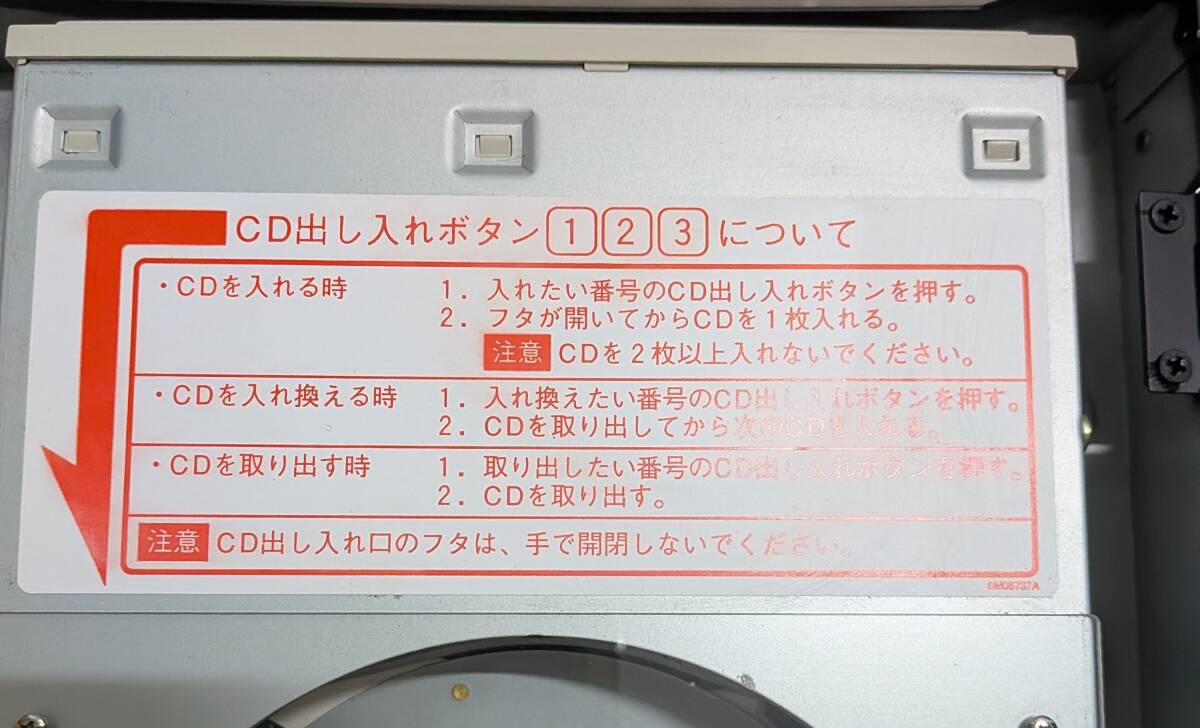 CD出し入れボタン 1 2 3 について
・CDを入れる時 1. 入れたい番号のCD出し入れボタンを押す。
2. フタが開いてからCDを1枚入れる。
注意 CDを2枚以上入れないでください。
・CDを入れ換える時 1. 入れ換えたい番号のCD出し入れボタンを押す。
2. CDを取り出してから次のCDを入れる。
・CDを取り出す時 1. 取り出したい番号のCD出し入れボタンを押す。
2. CDを取り出す。
注意 CD出し入れ口のフタは、手で開閉しないでください。